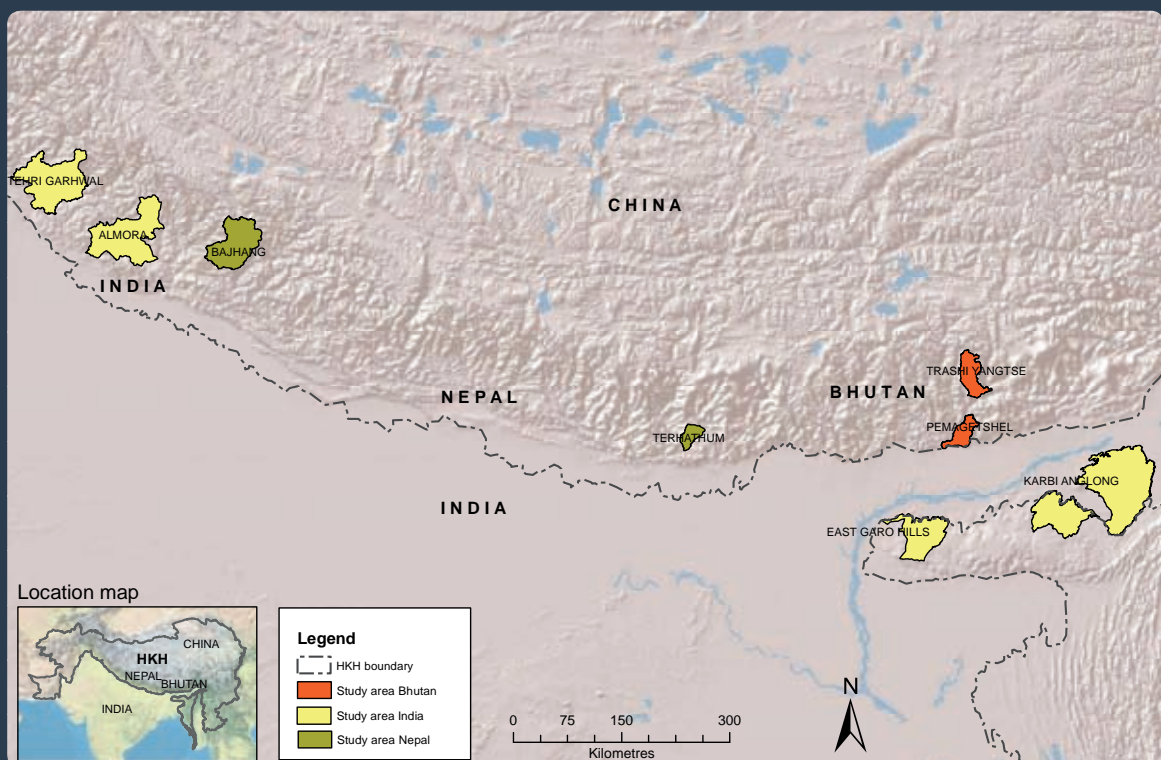 CHINA
TEHRI GARHWAL
ALMORA
BAJHANG
INDIA
TRASHI YANGTSE
BHUTAN
NEPAL
PEMAGETSHEL
TERHATHUM
KARBI ANGLONG
INDIA
EAST GARO HILLS
Location map
CHINA
HKH
NEPAL
BHUTAN
INDIA
Legend
HKH boundary
Study area Bhutan
Study area India
Study area Nepal
0 75 150 300
Kilometres
N